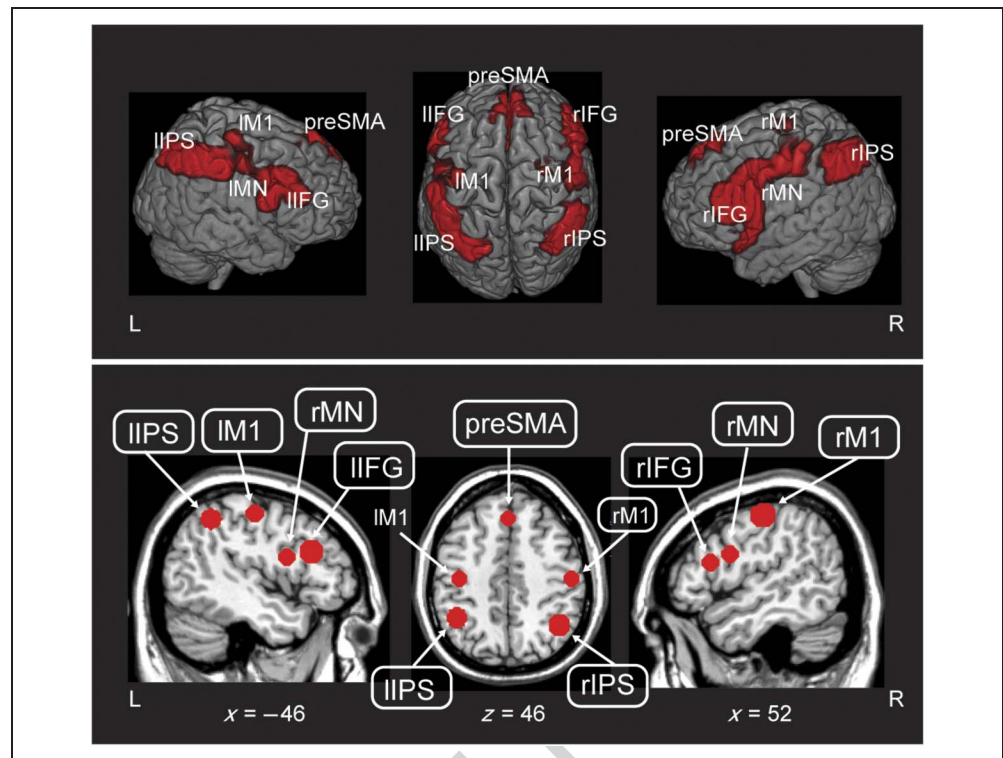 preSMA
lIPS
lM1
preSMA
lMN
lIFG
lIFG
rIFG
lM1
rM1
lIPS
rIPS
preSMA
rM1
rIPS
rMN
rIFG
L
R
lIPS
lM1
rMN
lIFG
preSMA
lM1
rM1
rIFG
rMN
rM1
lIPS
rIPS
L
R
x = −46
z = 46
x = 52